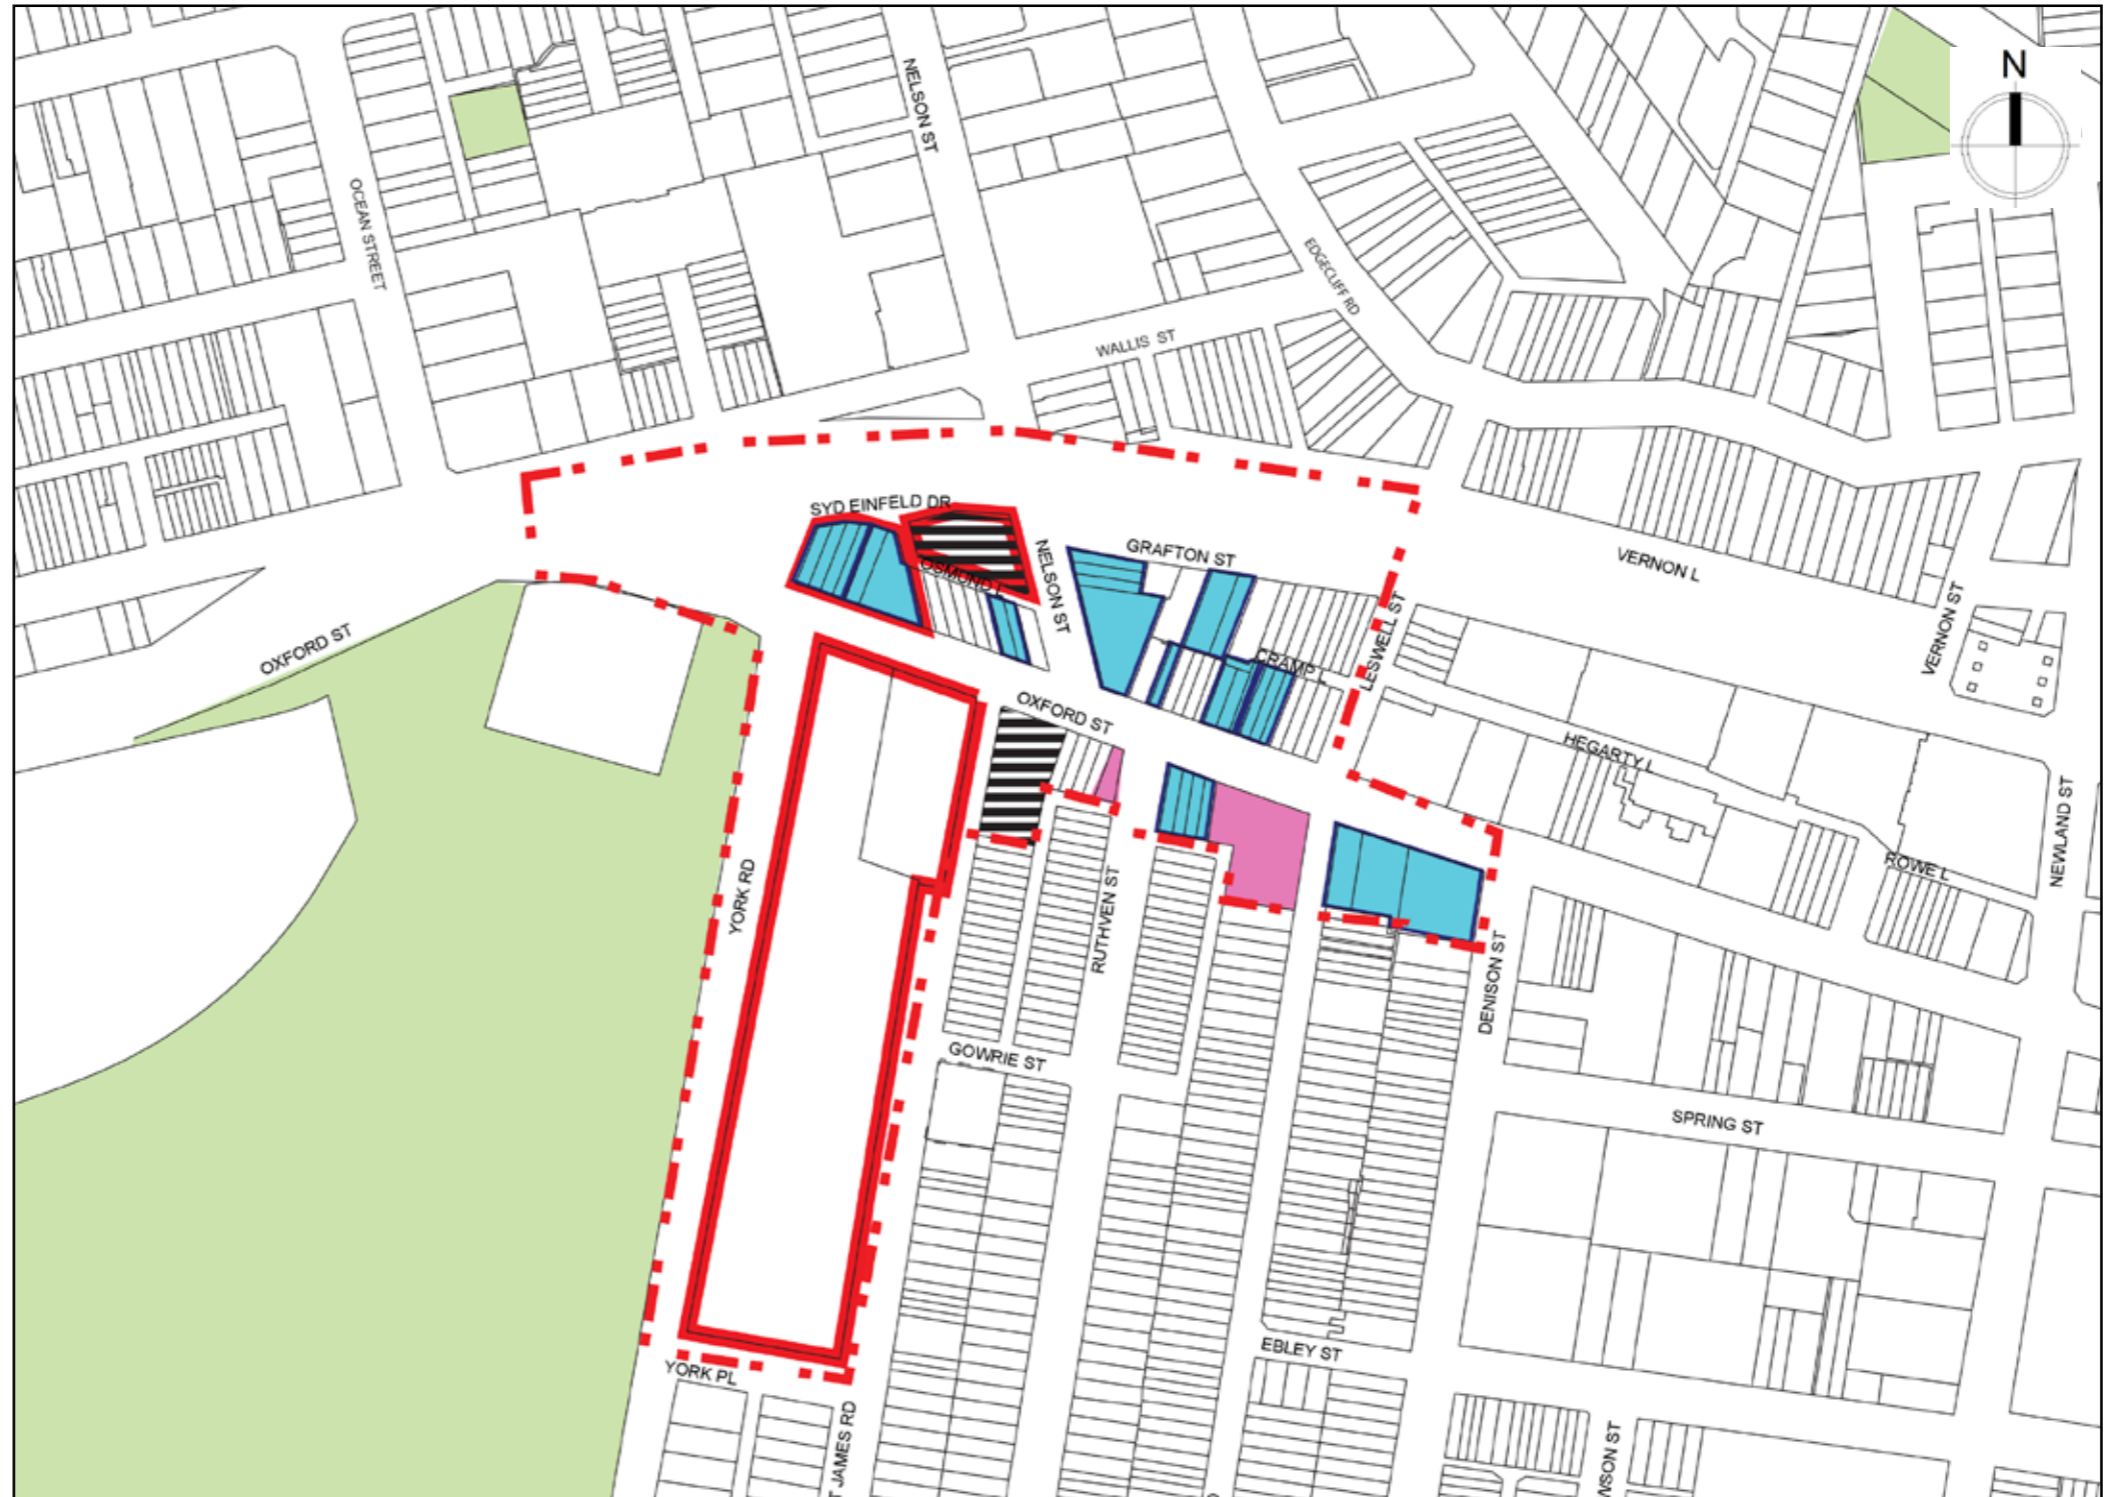 N
NELSON ST
OCEAN STREET
EDGECLIFF RD
WALLIS ST
SYD EINFELD DR
OSMUND L
NELSON ST
GRAFTON ST
VERNON L
VERNON ST
LESWELL ST
CRAMP L
OXFORD ST
OXFORD ST
HEGARTY L
NEWLAND ST
ROWE L
YORK RD
RUTHVEN ST
DENISON ST
GOWRIE ST
SPRING ST
EBLEY ST
YORK PL
T JAMES RD
WSON ST